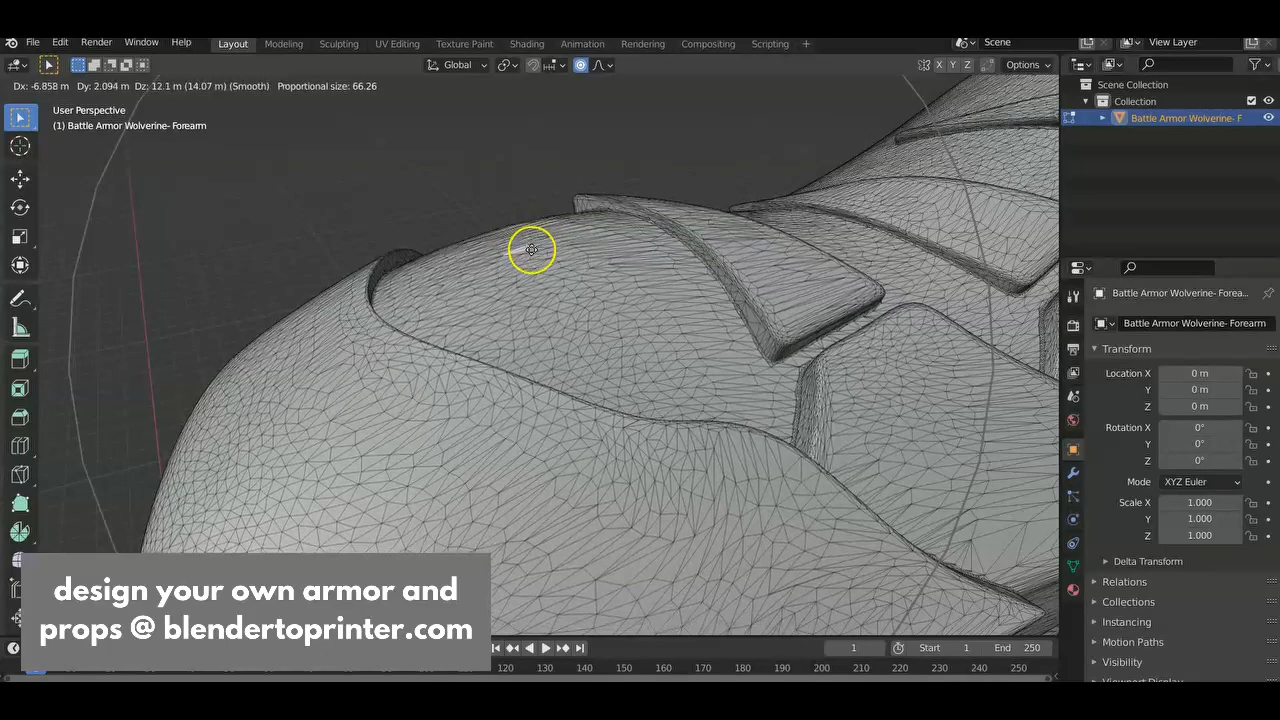 File Edit Render Window Help Layout Modeling Sculpting UV Editing Texture Paint Shading Animation Rendering Compositing Scripting + Scene View Layer
Global X Y Z Options
Dx: -6.858 m Dy: 2.094 m Dz: 12.1 m (14.07 m) (Smooth) Proportional size: 66.26
User Perspective
(1) Battle Armor Wolverine- Forearm
Scene Collection
Collection
Battle Armor Wolverine- F
Battle Armor Wolverine- Forea...
Battle Armor Wolverine- Forearm
Transform
Location X 0 m
Y 0 m
Z 0 m
Rotation X 0°
Y 0°
Z 0°
Mode XYZ Euler
Scale X 1.000
Y 1.000
Z 1.000
Delta Transform
Relations
Collections
Instancing
Motion Paths
Visibility
design your own armor and
props @ blendertoprinter.com
1 Start 1 End 250
120 130 140 150 160 170 180 190 200 210 220 230 240 250